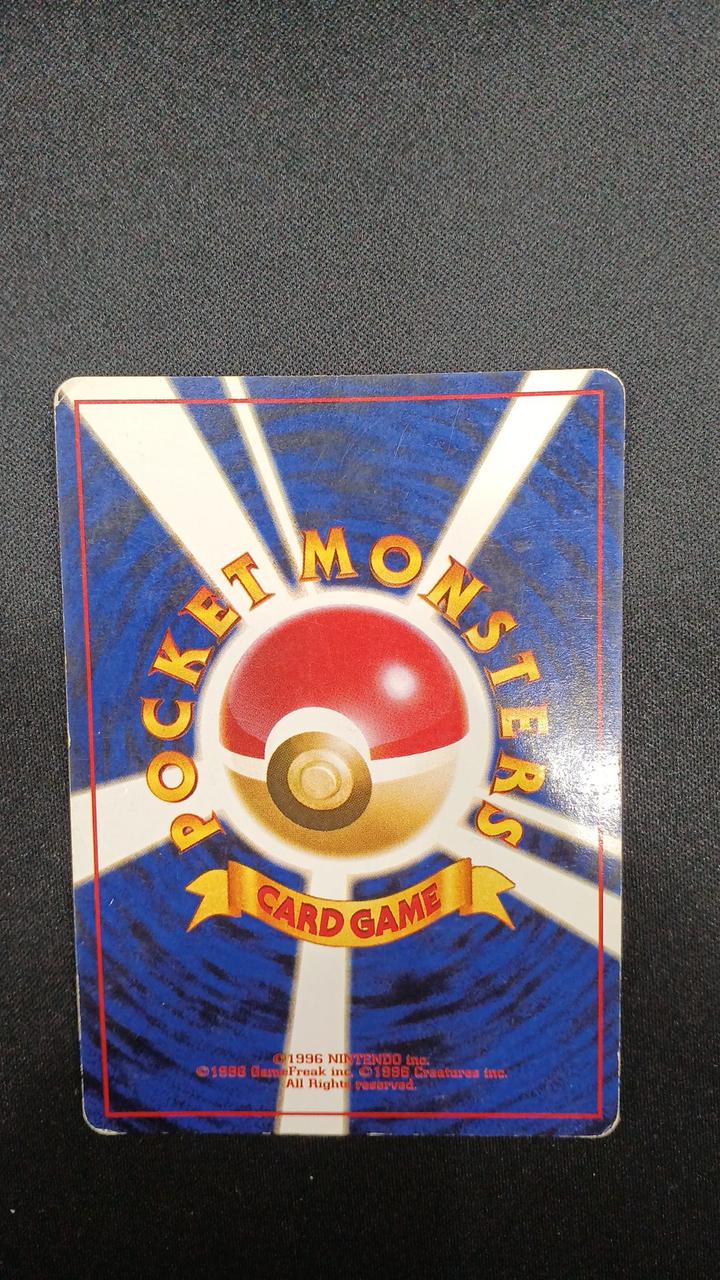 POCKET MONSTERS
CARD GAME
©1996 NINTENDO inc.
©1996 GameFreak inc. ©1996 Creatures inc.
All Rights reserved.